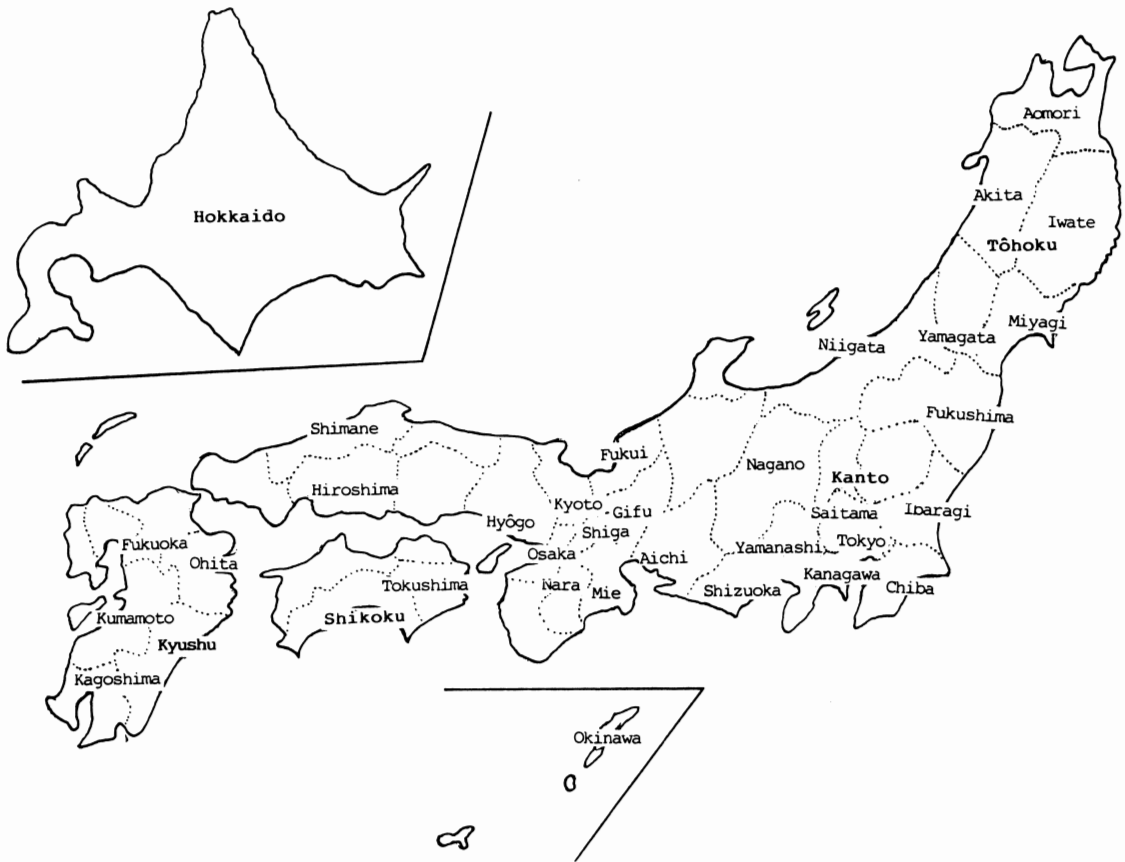 Aomori
Hokkaido
Akita
Iwate
Tôhoku
Miyagi
Yamagata
Niigata
Fukushima
Shimane
Fukui
Nagano
Kanto
Hiroshima
Kyoto
Gifu
Saitama
Ibaragi
Hyôgo
Shiga
Fukuoka
Ohita
Osaka
Aichi
Yamanashi
Tokyo
Tokushima
Nara
Mie
Shizuoka
Kanagawa
Chiba
Kumamoto
Shikoku
Kyushu
Kagoshima
Okinawa